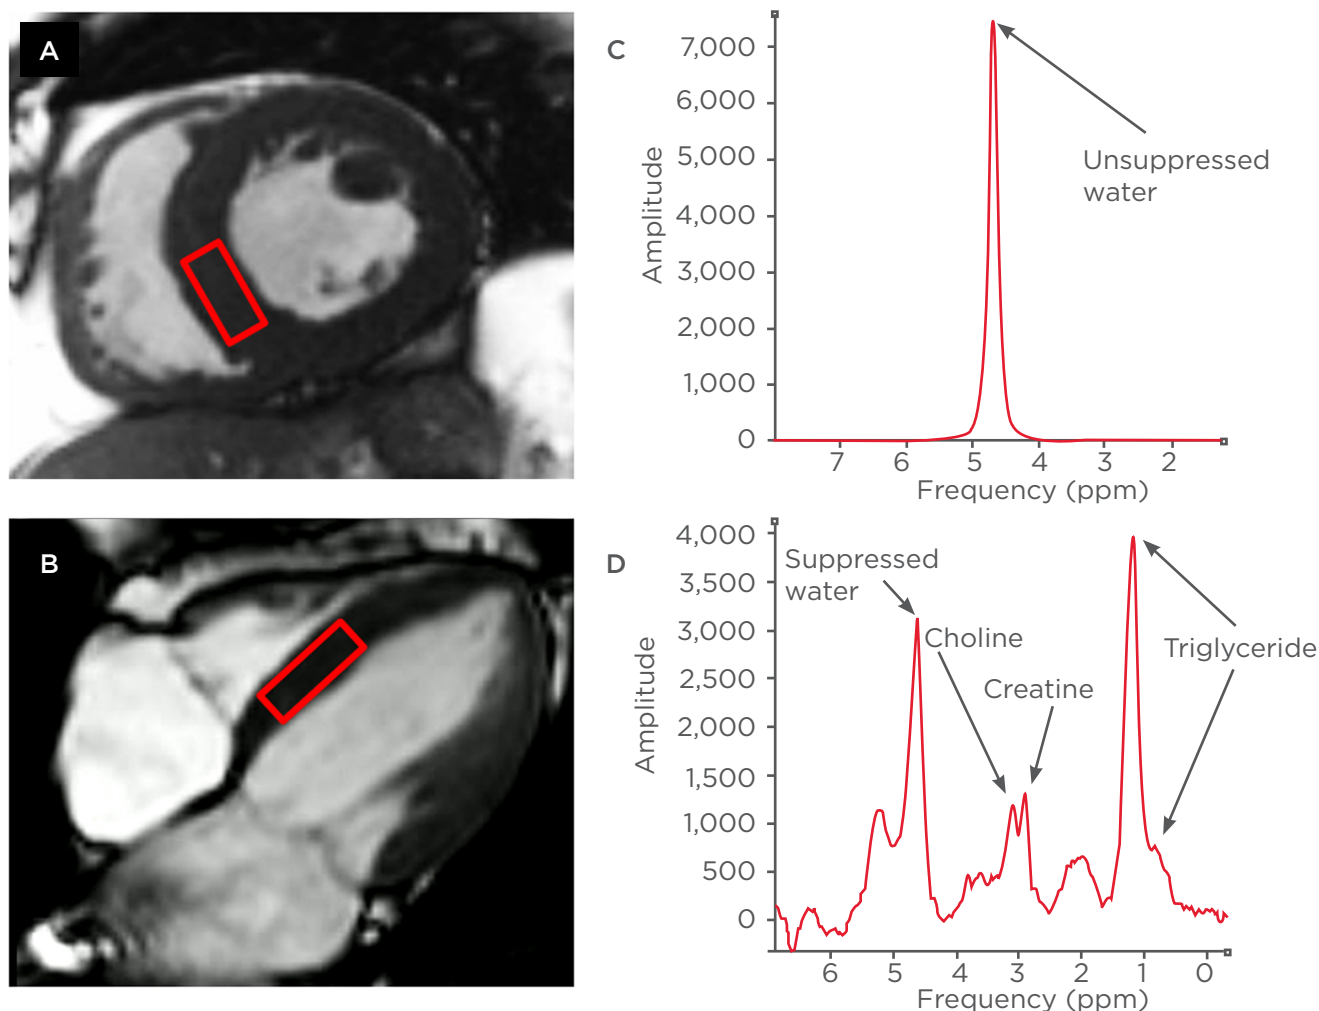 A
C
7,000
6,000
5,000
4,000
3,000
2,000
1,000
0
Amplitude
Unsuppressed
water
7 6 5 4 3 2
Frequency (ppm)
B
D
4,000
3,500
3,000
2,500
2,000
1,500
1,000
500
0
Amplitude
Suppressed
water
Choline
Creatine
Triglyceride
6 5 4 3 2 1 0
Frequency (ppm)